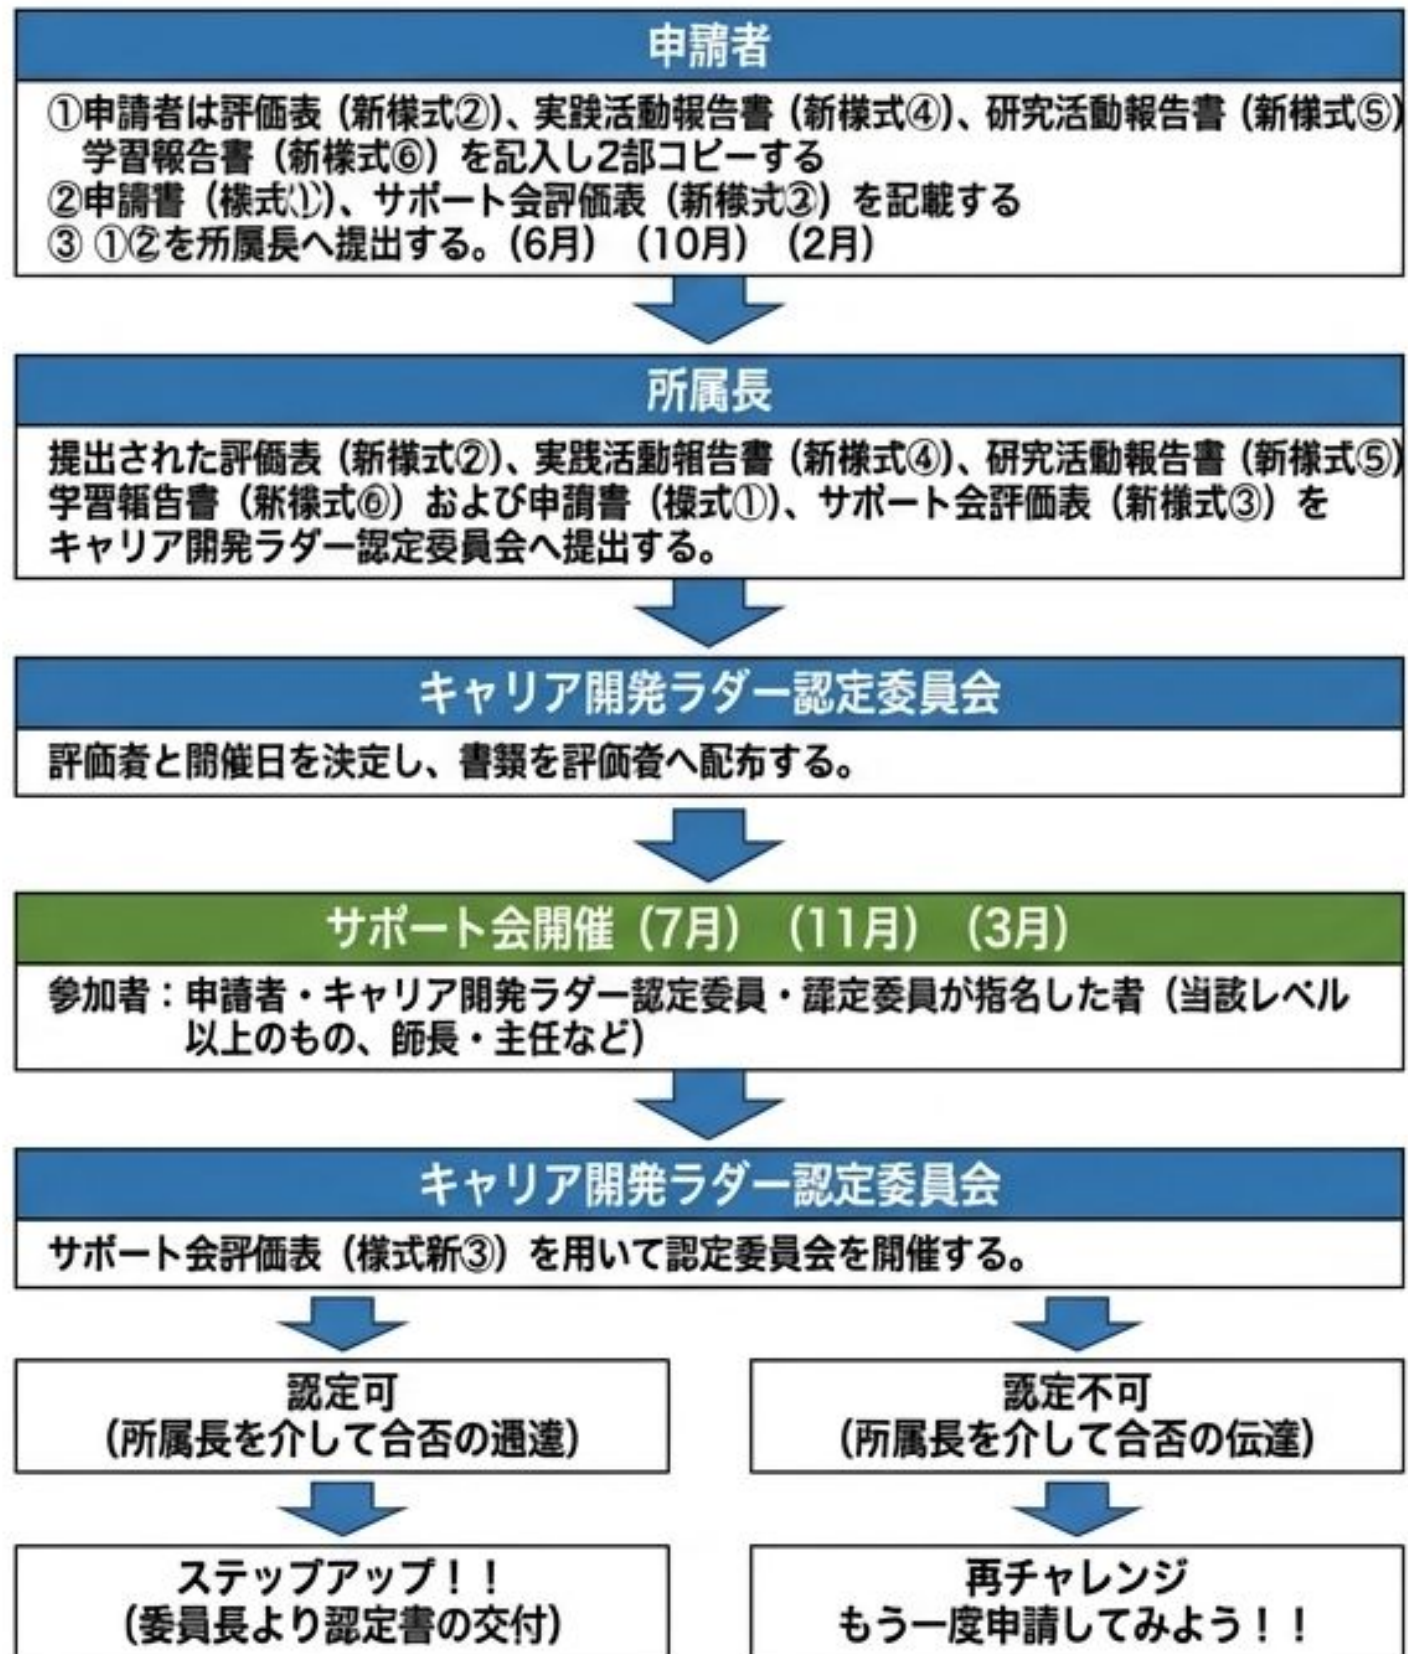 申請者
①申請者は評価表（新様式②）、実践活動報告書（新様式④）、研究活動報告書（新様式⑤）
学習報告書（新様式⑥）を記入し2部コピーする
②申請書（様式①）、サポート会評価表（新様式③）を記載する
③ ①②を所属長へ提出する。（6月）（10月）（2月）
所属長
提出された評価表（新様式②）、実践活動報告書（新様式④）、研究活動報告書（新様式⑤）
学習報告書（新様式⑥）および申請書（様式①）、サポート会評価表（新様式③）を
キャリア開発ラダー認定委員会へ提出する。
キャリア開発ラダー認定委員会
評価者と開催日を決定し、書類を評価者へ配布する。
サポート会開催（7月）（11月）（3月）
参加者：申請者・キャリア開発ラダー認定委員・認定委員が指名した者（当該レベル
以上のもの、師長・主任など）
キャリア開発ラダー認定委員会
サポート会評価表（様式新③）を用いて認定委員会を開催する。
認定可
（所属長を介して合否の通達）
認定不可
（所属長を介して合否の伝達）
ステップアップ！！
（委員長より認定書の交付）
再チャレンジ
もう一度申請してみよう！！